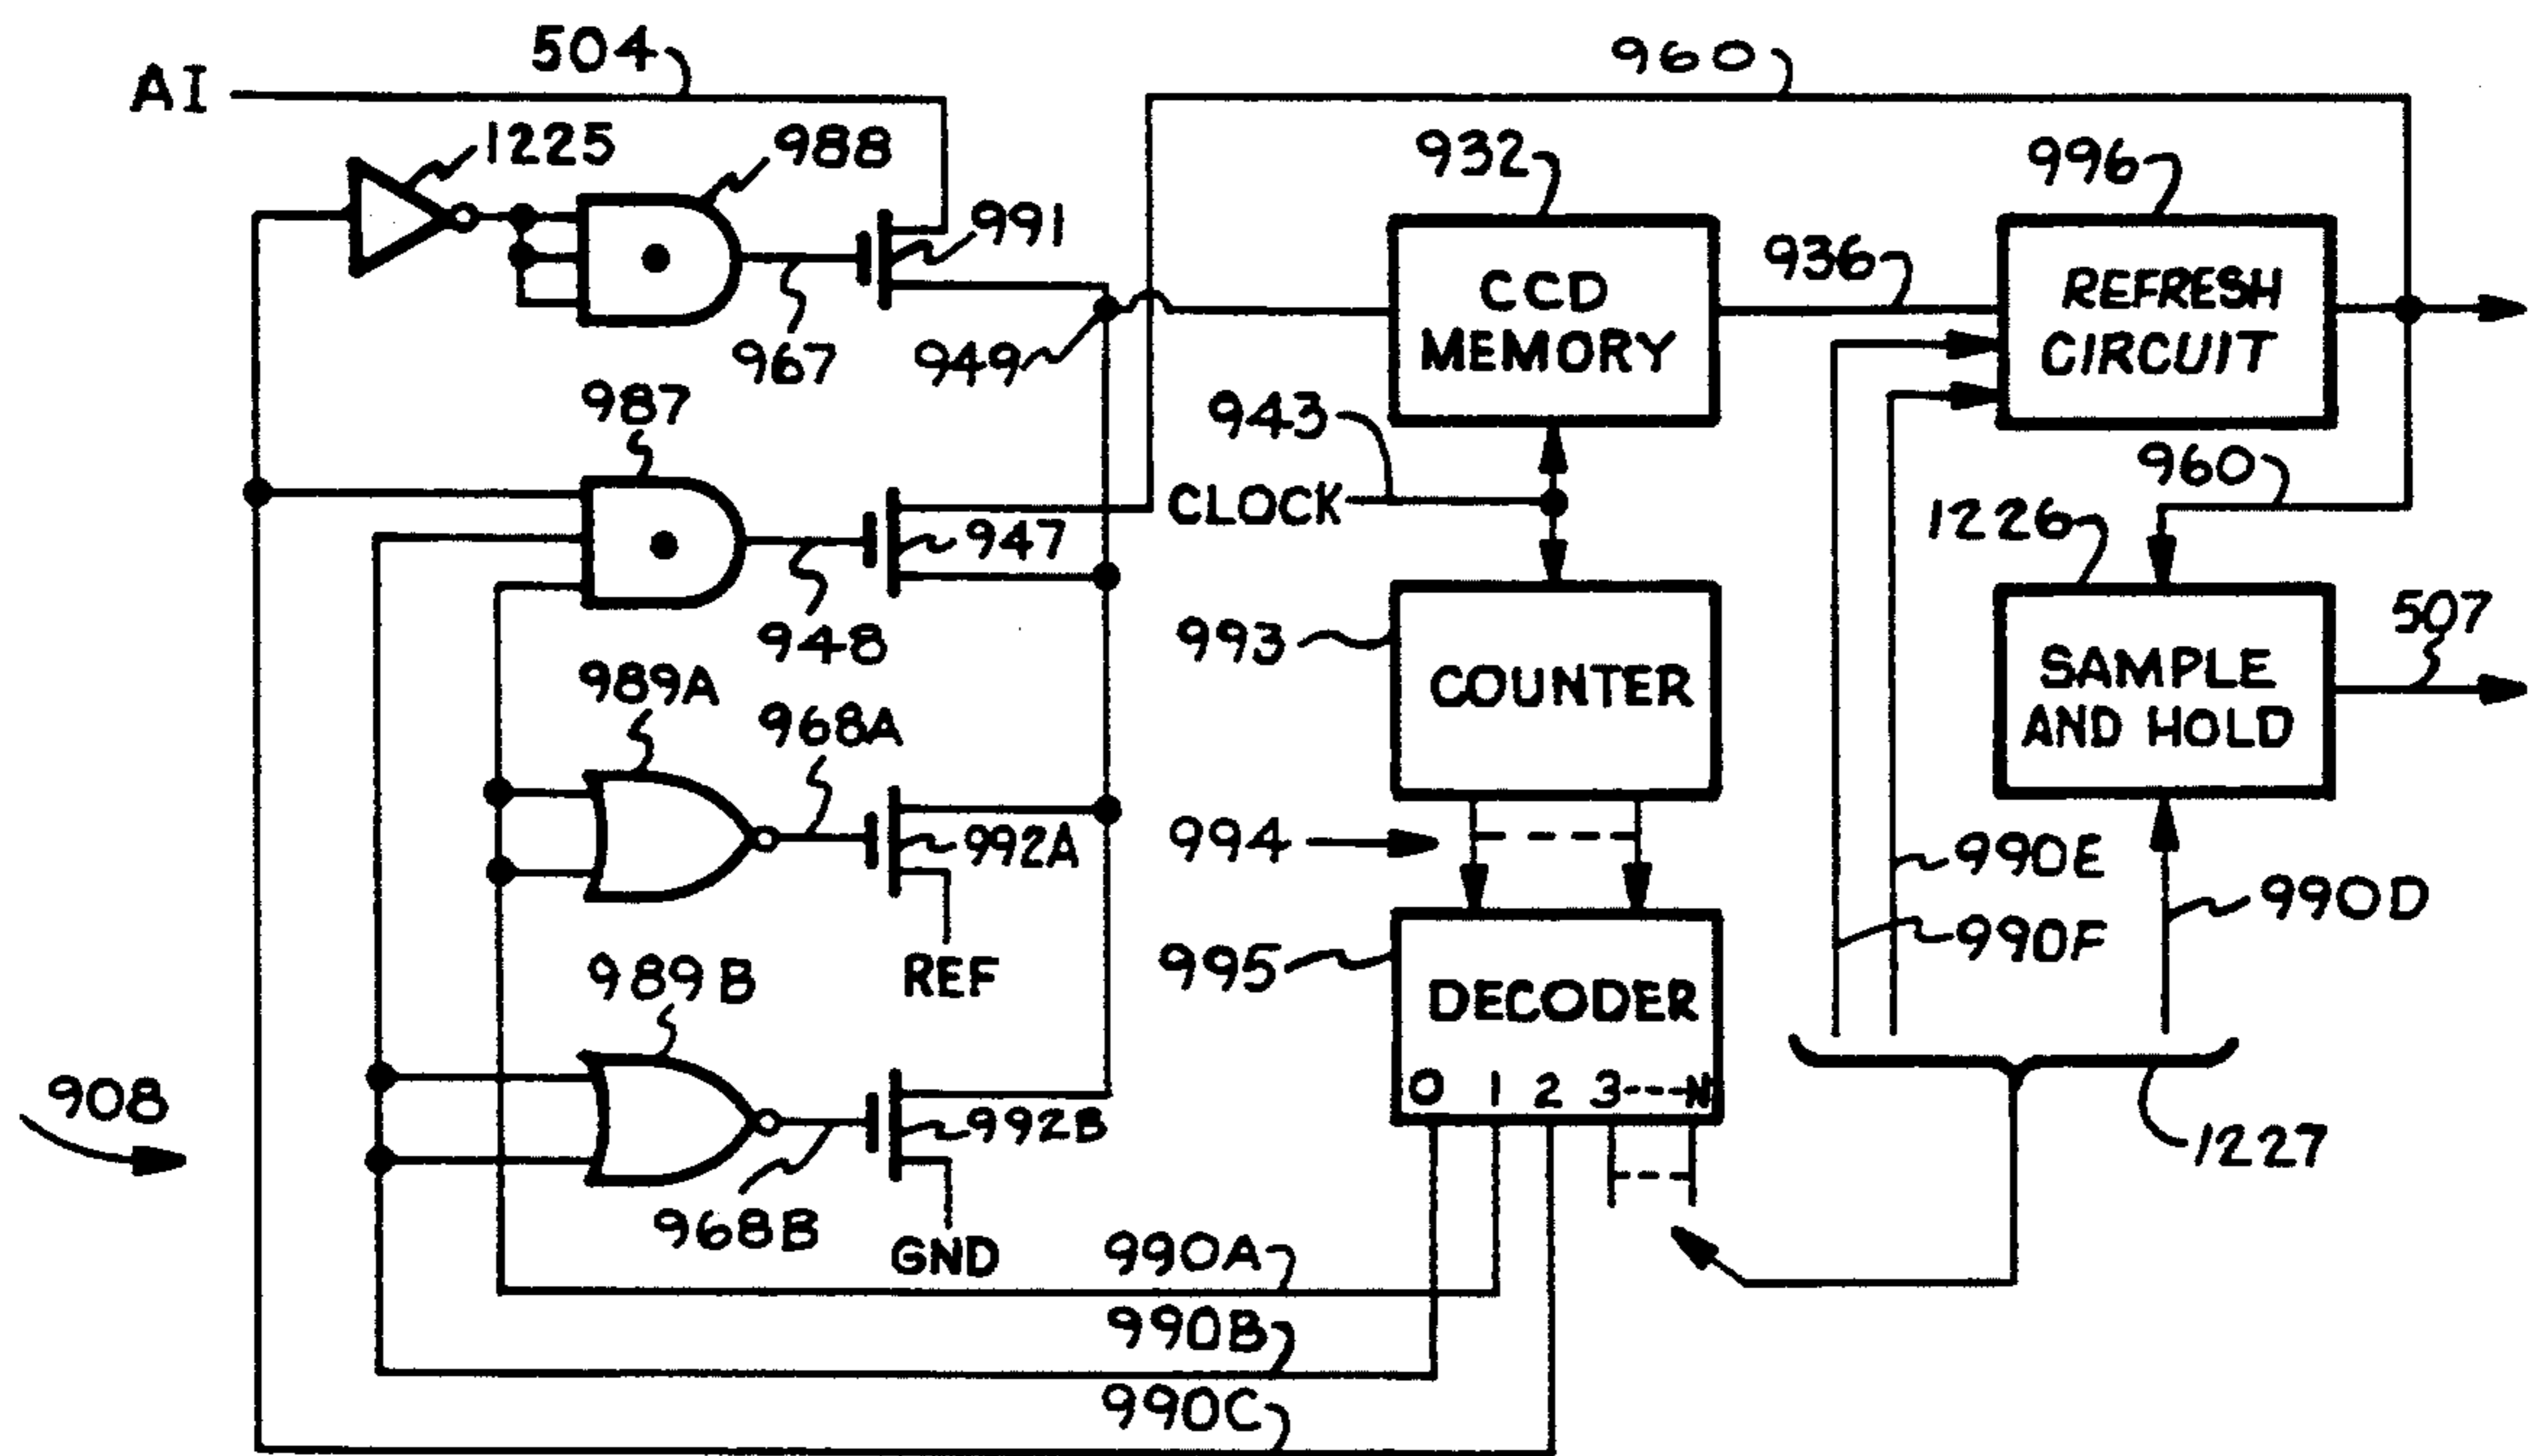 504
960
AI
1225
988
932
996
991
936
CCD
MEMORY
REFRESH
CIRCUIT
967
949
987
943
960
CLOCK
1226
947
948
993
507
989A
968A
COUNTER
SAMPLE
AND HOLD
992A
994
990E
990D
990F
REF
995
989B
DECODER
908
0 1 2 3----N
992B
1227
968B
GND
990A
990B
990C